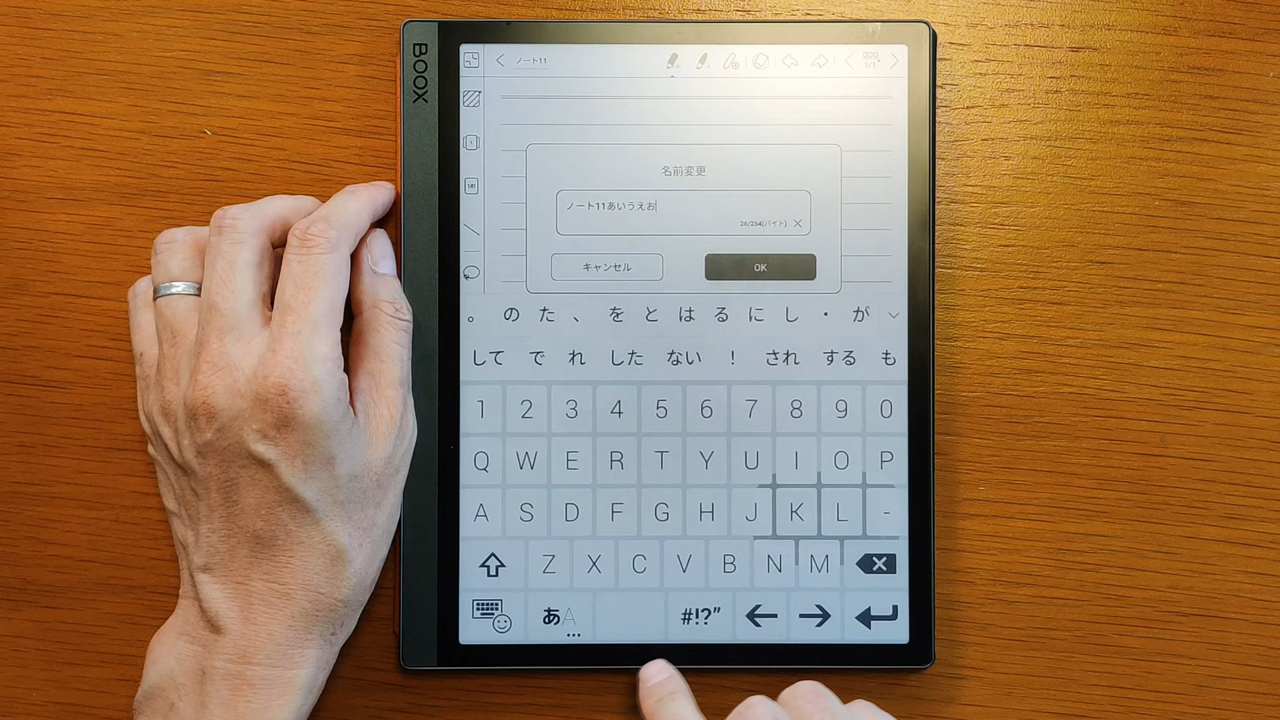 BOOX
ノート11
1/1
名前変更
ノート11あいうえお
26/254(バイト)
キャンセル OK
。 の た 、 を と は る に し ・ が
して で れ した ない ! され する も
1 2 3 4 5 6 7 8 9 0
Q W E R T Y U I O P
A S D F G H J K L -
Z X C V B N M
あA #!?”